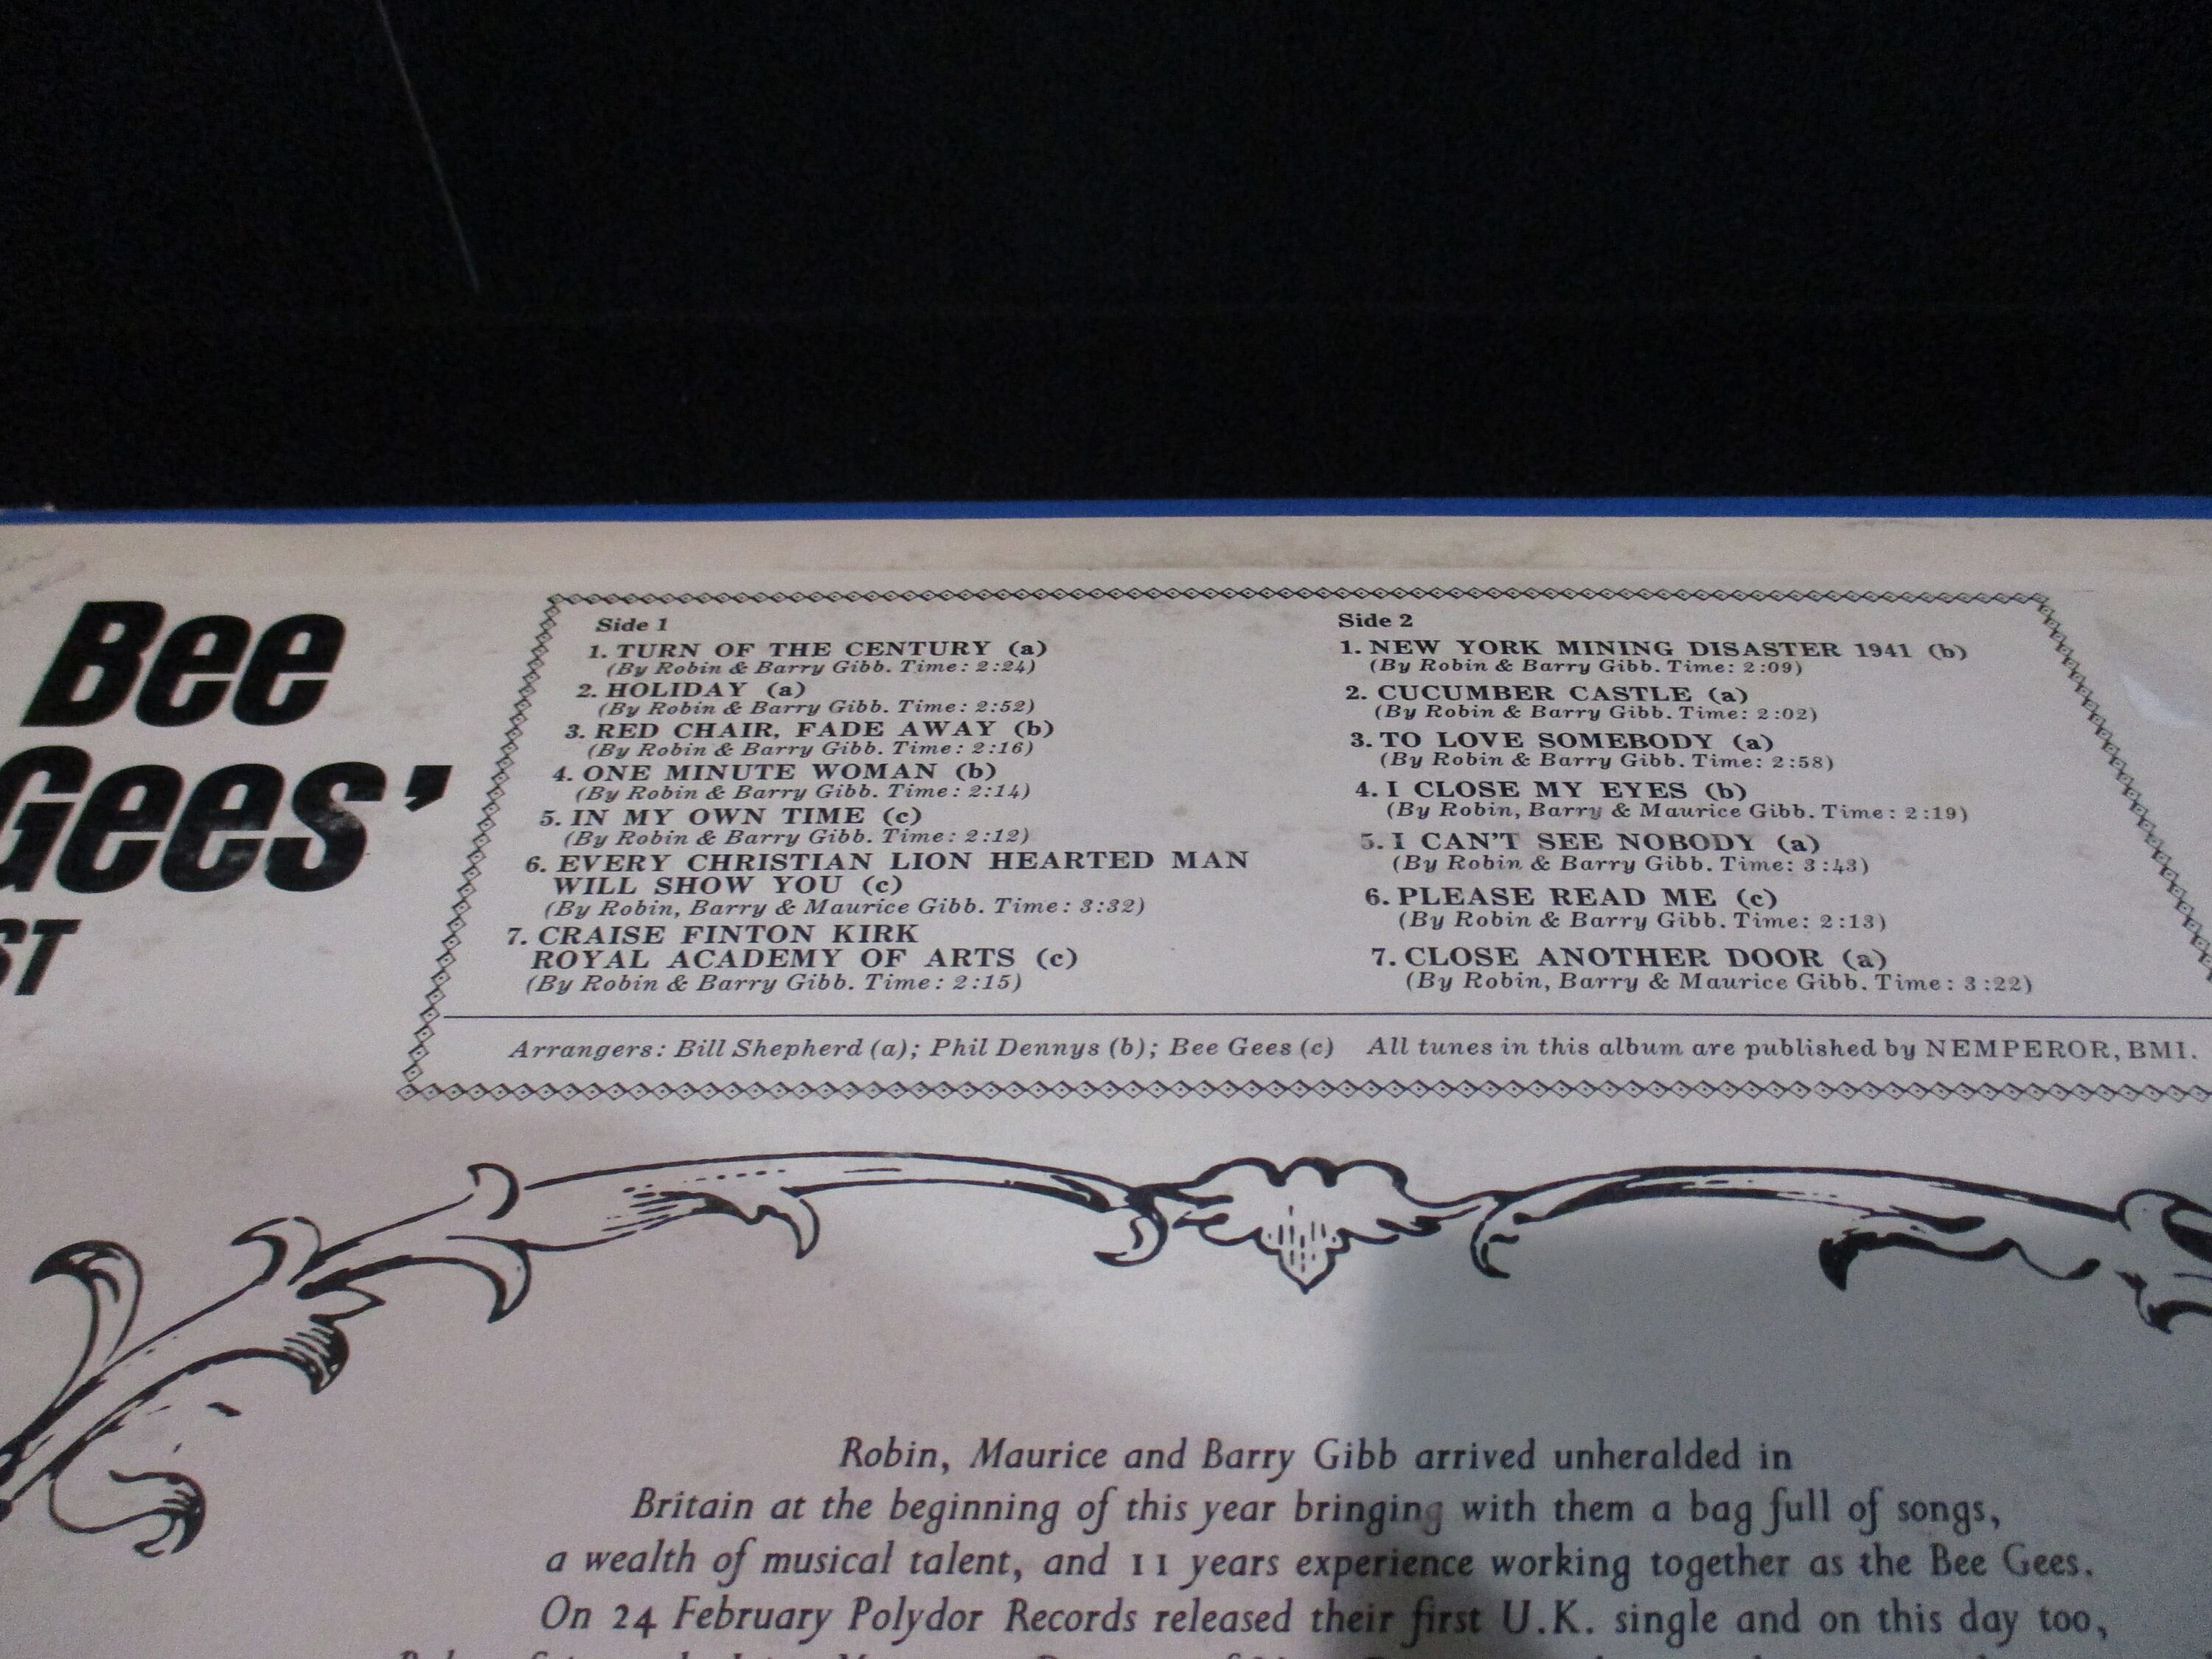 Bee
Gees'
ST
Side 1
1. TURN OF THE CENTURY (a)
(By Robin & Barry Gibb. Time: 2:24)
2. HOLIDAY (a)
(By Robin & Barry Gibb. Time: 2:52)
3. RED CHAIR, FADE AWAY (b)
(By Robin & Barry Gibb. Time: 2:16)
4. ONE MINUTE WOMAN (b)
(By Robin & Barry Gibb. Time: 2:14)
5. IN MY OWN TIME (c)
(By Robin & Barry Gibb. Time: 2:12)
6. EVERY CHRISTIAN LION HEARTED MAN
WILL SHOW YOU (c)
(By Robin, Barry & Maurice Gibb. Time: 3:32)
7. CRAISE FINTON KIRK
ROYAL ACADEMY OF ARTS (c)
(By Robin & Barry Gibb. Time: 2:15)
Side 2
1. NEW YORK MINING DISASTER 1941 (b)
(By Robin & Barry Gibb. Time: 2:09)
2. CUCUMBER CASTLE (a)
(By Robin & Barry Gibb. Time: 2:02)
3. TO LOVE SOMEBODY (a)
(By Robin & Barry Gibb. Time: 2:58)
4. I CLOSE MY EYES (b)
(By Robin, Barry & Maurice Gibb. Time: 2:19)
5. I CAN'T SEE NOBODY (a)
(By Robin & Barry Gibb. Time: 3:43)
6. PLEASE READ ME (c)
(By Robin & Barry Gibb. Time: 2:13)
7. CLOSE ANOTHER DOOR (a)
(By Robin, Barry & Maurice Gibb. Time: 3:22)
Arrangers: Bill Shepherd (a); Phil Dennys (b); Bee Gees (c) All tunes in this album are published by NEMPEROR, BMI.
Robin, Maurice and Barry Gibb arrived unheralded in
Britain at the beginning of this year bringing with them a bag full of songs,
a wealth of musical talent, and 11 years experience working together as the Bee Gees.
On 24 February Polydor Records released their first U.K. single and on this day too,